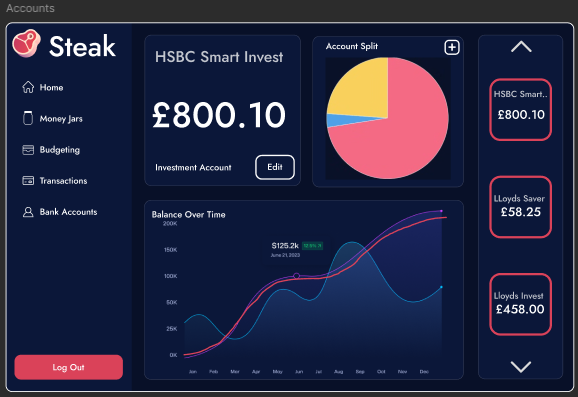 Accounts
Steak
Home
Money Jars
Budgeting
Transactions
Bank Accounts
Log Out
HSBC Smart Invest
£800.10
Investment Account
Edit
Account Split
Balance Over Time
200K
150K
100K
50K
25K
0K
$125.2k
June 21, 2023
Jan Feb Mar Apr May Jun Jul Aug Sep Oct Nov Dec
HSBC Smart..
£800.10
LLoyds Saver
£58.25
Lloyds Invest
£458.00